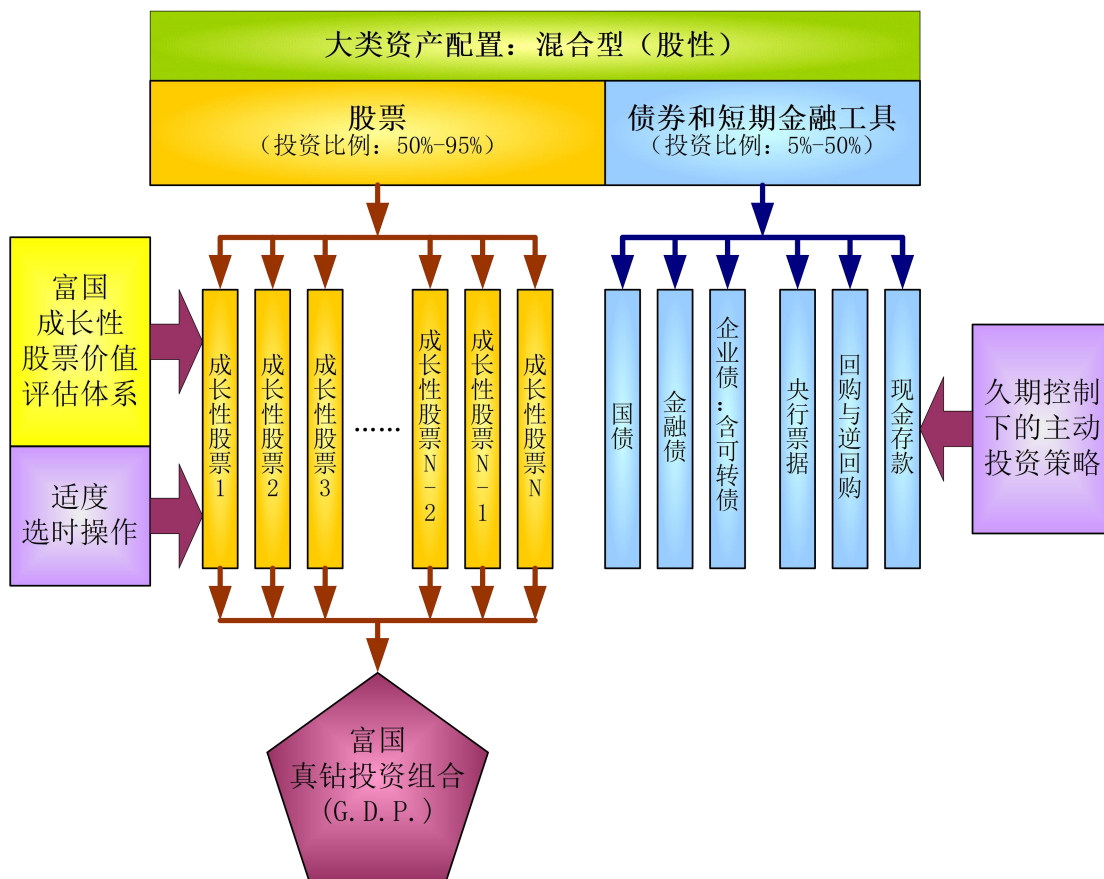 大类资产配置：混合型（股性）
股票
（投资比例：50%-95%）
债券和短期金融工具
（投资比例：5%-50%）
富国
成长性
股票价值
评估体系
适度
选时操作
成长性股票1
成长性股票2
成长性股票3
……
成长性股票N-2
成长性股票N-1
成长性股票N
国债
金融债
企业债：含可转债
央行票据
回购与逆回购
现金存款
久期控制
下的主动
投资策略
富国
真钻投资组合
(G.D.P.)